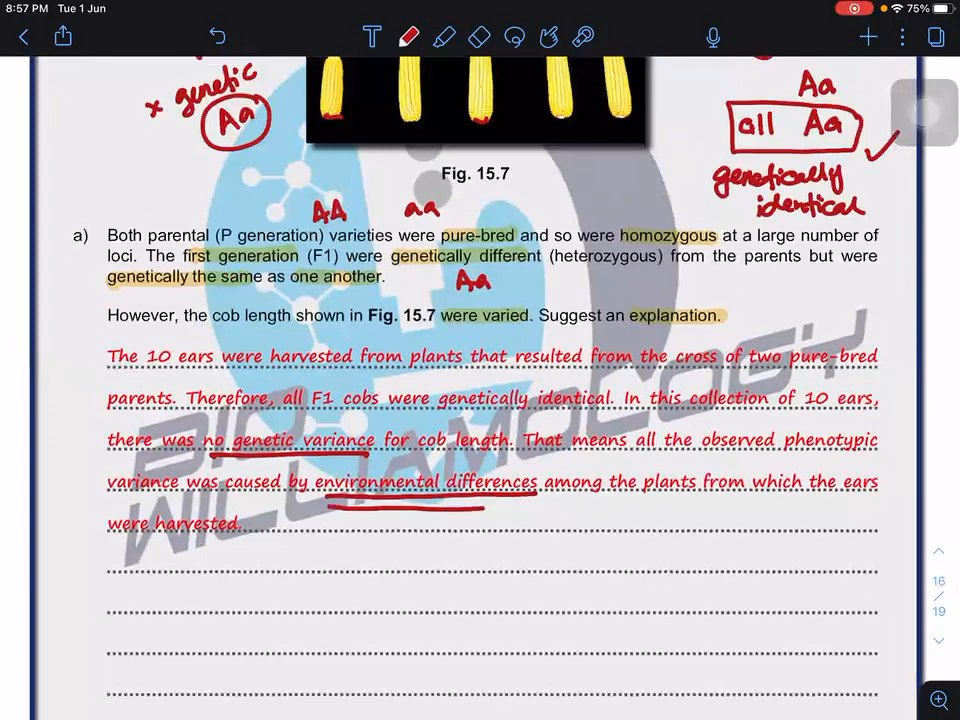 8:57 PM Tue 1 Jun
75%
T
x genetic
Aa
Aa
all Aa
genetically
identical
Fig. 15.7
AA aa
a) Both parental (P generation) varieties were pure-bred and so were homozygous at a large number of
loci. The first generation (F1) were genetically different (heterozygous) from the parents but were
genetically the same as one another.
Aa
However, the cob length shown in Fig. 15.7 were varied. Suggest an explanation.
The 10 ears were harvested from plants that resulted from the cross of two pure-bred
parents. Therefore, all F1 cobs were genetically identical. In this collection of 10 ears,
there was no genetic variance for cob length. That means all the observed phenotypic
variance was caused by environmental differences among the plants from which the ears
were harvested.
BIO
WILLIAMOLOGY
16
/
19